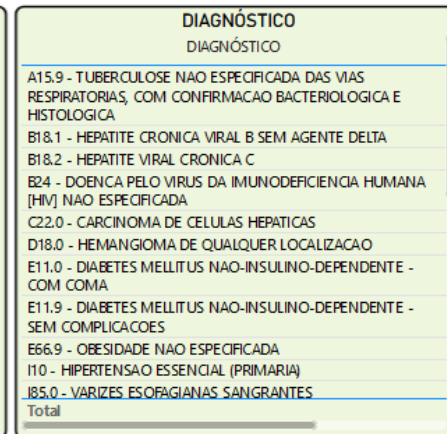 DIAGNÓSTICO
DIAGNÓSTICO
A15.9 - TUBERCULOSE NAO ESPECIFICADA DAS VIAS
RESPIRATORIAS, COM CONFIRMACAO BACTERIOLOGICA E
HISTOLOGICA
B18.1 - HEPATITE CRONICA VIRAL B SEM AGENTE DELTA
B18.2 - HEPATITE VIRAL CRONICA C
B24 - DOENCA PELO VIRUS DA IMUNODEFICIENCIA HUMANA
[HIV] NAO ESPECIFICADA
C22.0 - CARCINOMA DE CELULAS HEPATICAS
D18.0 - HEMANGIOMA DE QUALQUER LOCALIZACAO
E11.0 - DIABETES MELLITUS NAO-INSULINO-DEPENDENTE -
COM COMA
E11.9 - DIABETES MELLITUS NAO-INSULINO-DEPENDENTE -
SEM COMPLICACOES
E66.9 - OBESIDADE NAO ESPECIFICADA
I10 - HIPERTENSAO ESSENCIAL (PRIMARIA)
I85.0 - VARIZES ESOFAGIANAS SANGRANTES
Total